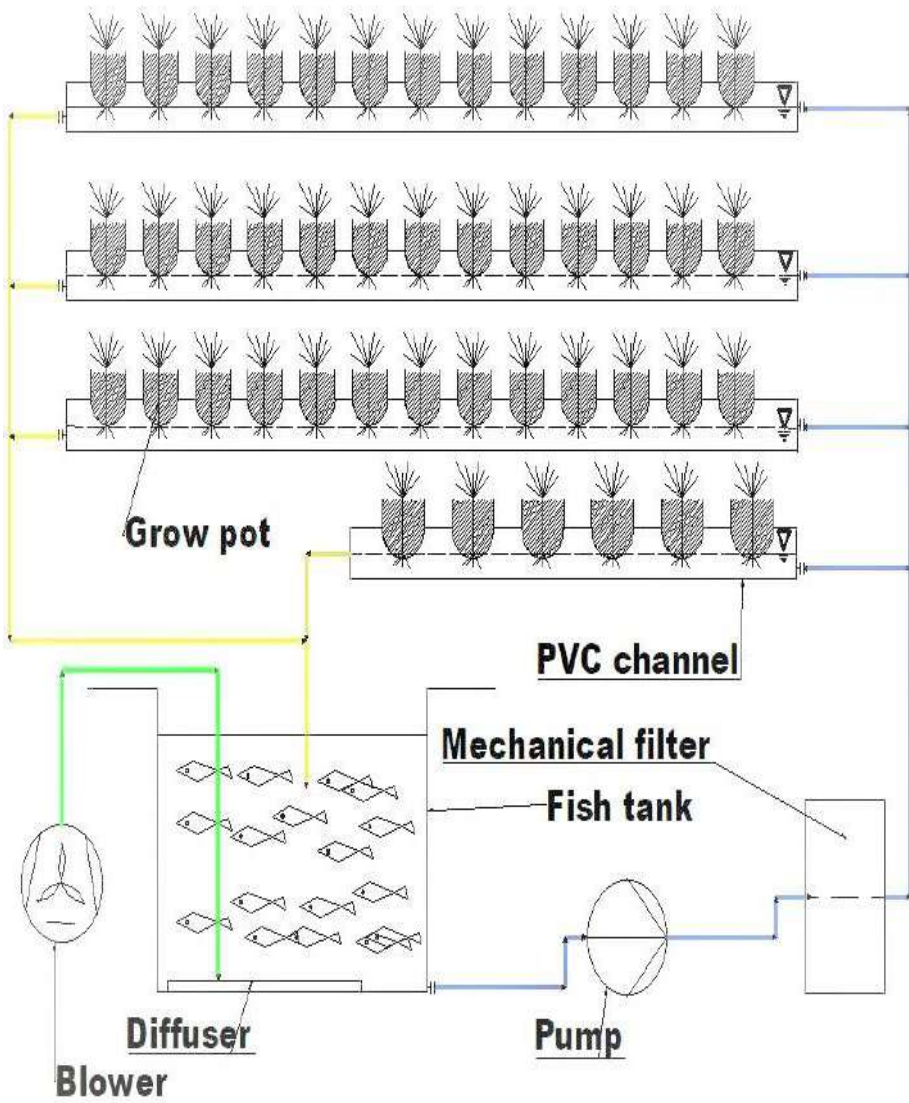 Grow pot
PVC channel
Mechanical filter
Fish tank
Diffuser
Pump
Blower